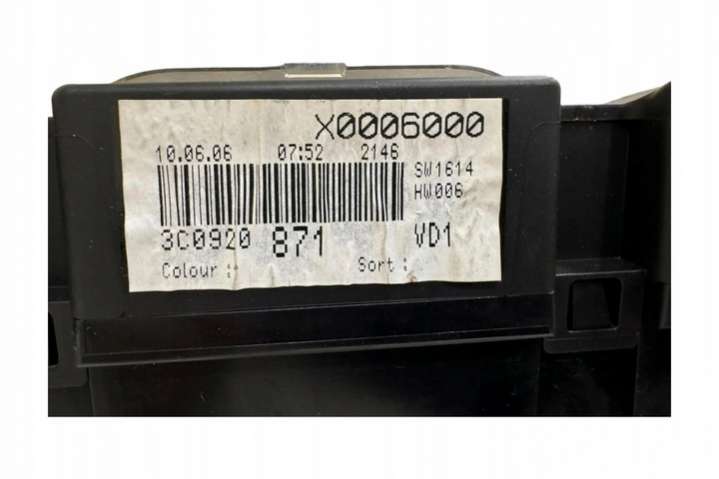 X0006000
10.06.06 07:52 2146
SW1614
HW006
3C0920 871 VD1
Colour :- Sort :